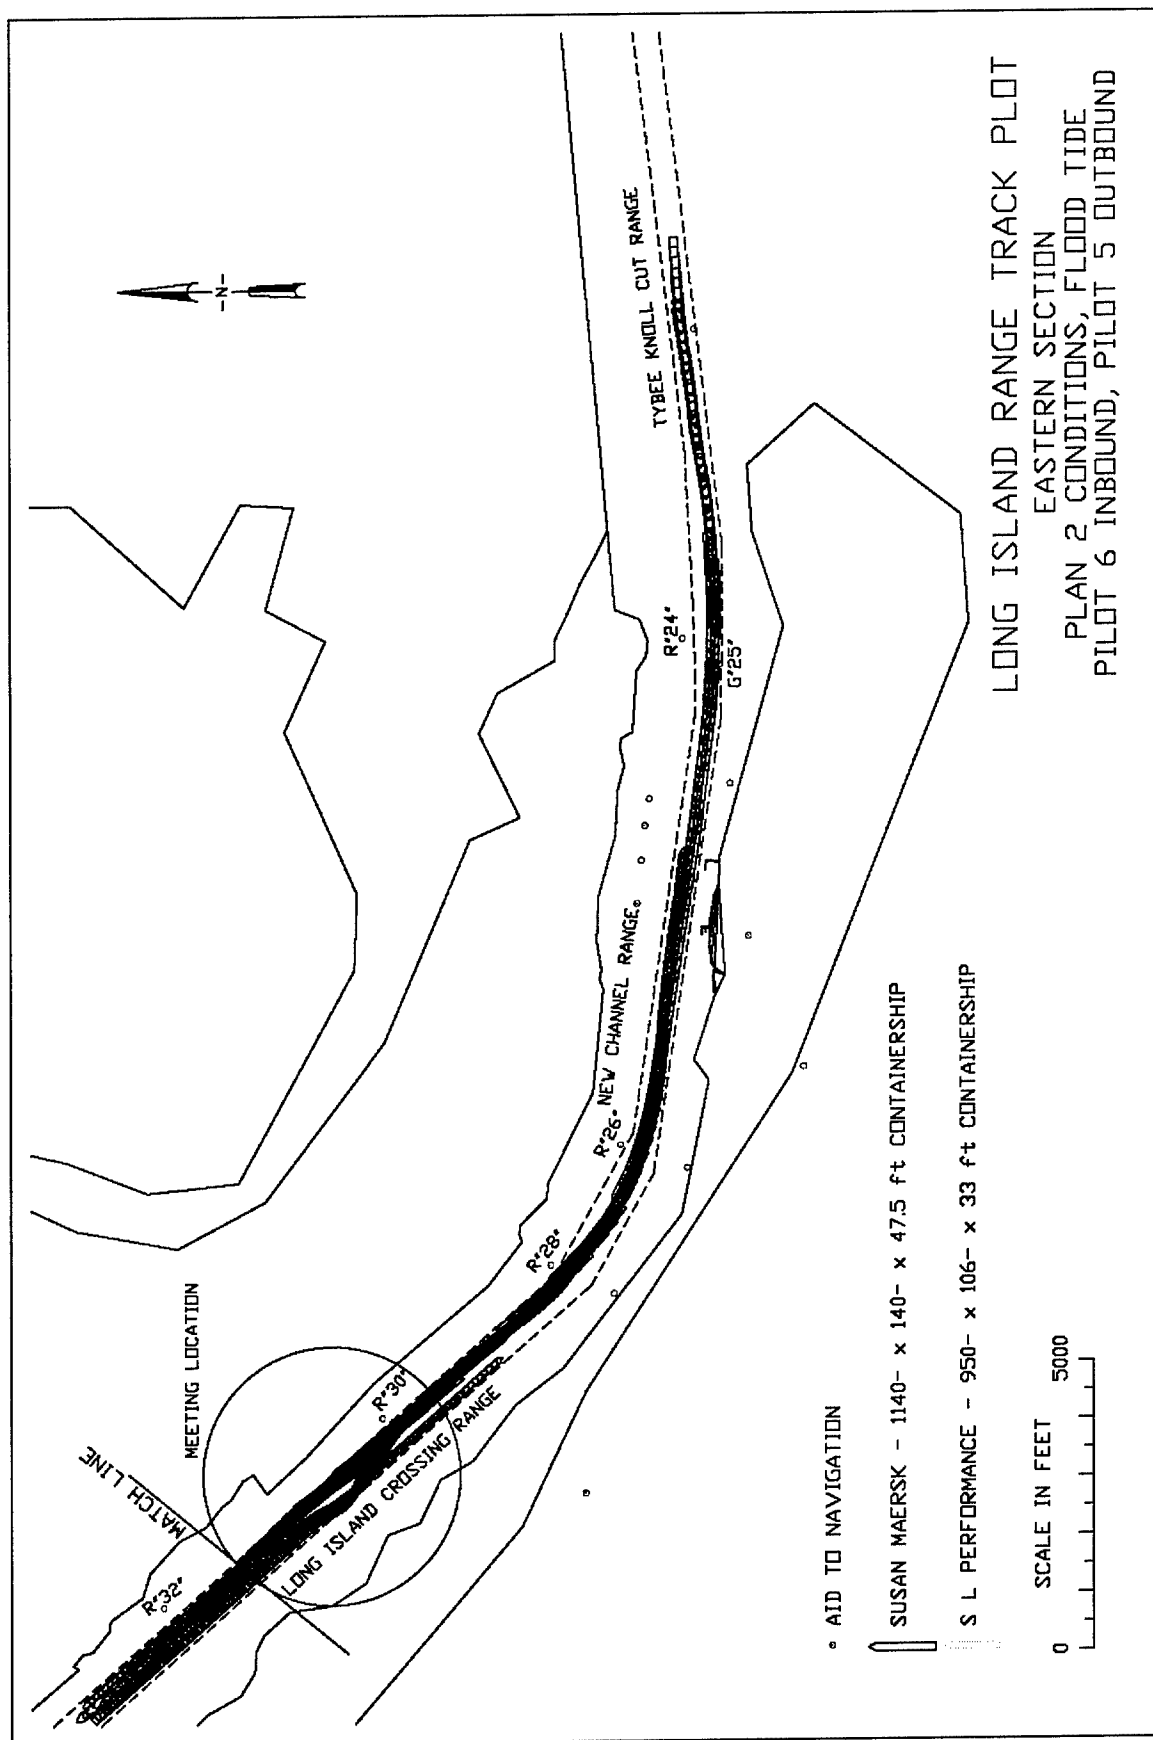 LONG ISLAND RANGE TRACK PLOT
EASTERN SECTION
PLAN 2 CONDITIONS, FLOOD TIDE
PILOT 6 INBOUND, PILOT 5 OUTBOUND
-N-
MATCH LINE
MEETING LOCATION
R"32"
R"30"
LONG ISLAND CROSSING RANGE
R"28"
R"26"
NEW CHANNEL RANGE
R"24"
G"25"
TYBEE KNOLL CUT RANGE
AID TO NAVIGATION
SUSAN MAERSK - 1140- x 140- x 47.5 ft CONTAINERSHIP
S L PERFORMANCE - 950- x 106- x 33 ft CONTAINERSHIP
SCALE IN FEET
0 5000